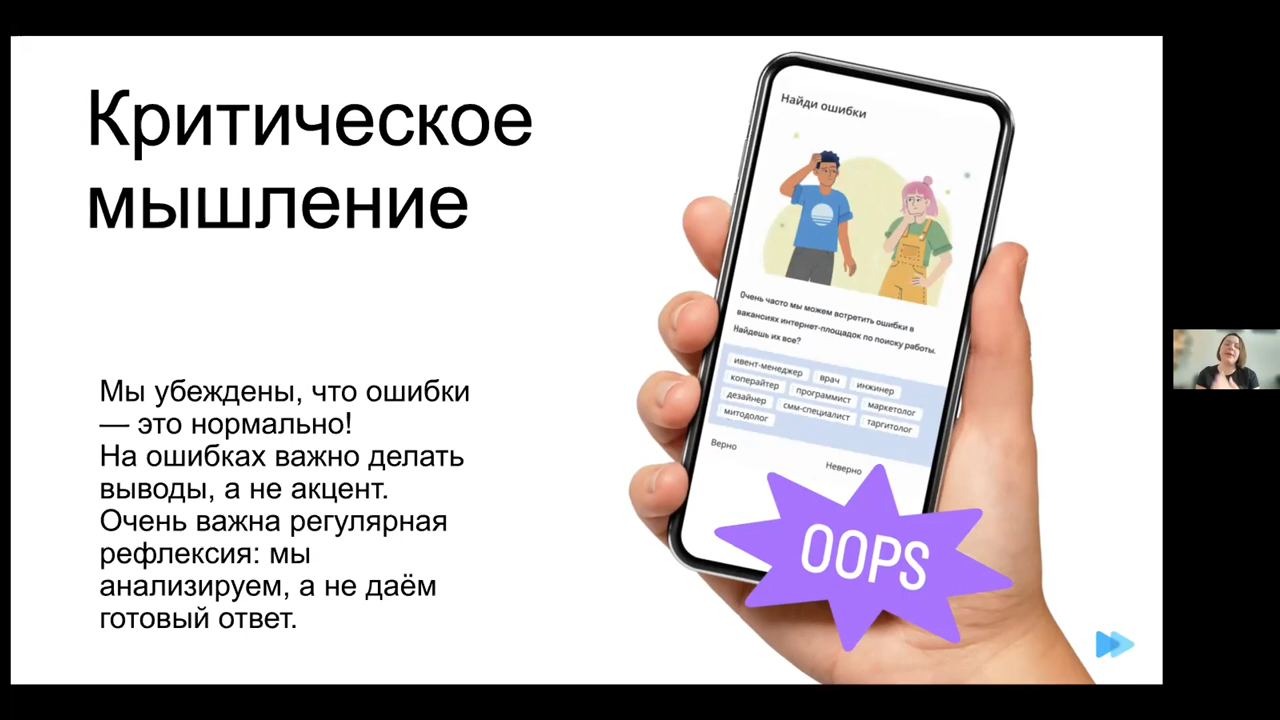 Критическое
мышление
Мы убеждены, что ошибки
— это нормально!
На ошибках важно делать
выводы, а не акцент.
Очень важна регулярная
рефлексия: мы
анализируем, а не даём
готовый ответ.
Найди ошибки
Очень часто мы можем встретить ошибки в
вакансиях интернет-площадок по поиску работы.
Найдешь их все?
ивент-менеджер врач инженер
коперайтер программист маркетолог
дезайнер смм-специалист таргитолог
митодолог
Верно
Неверно
OOPS